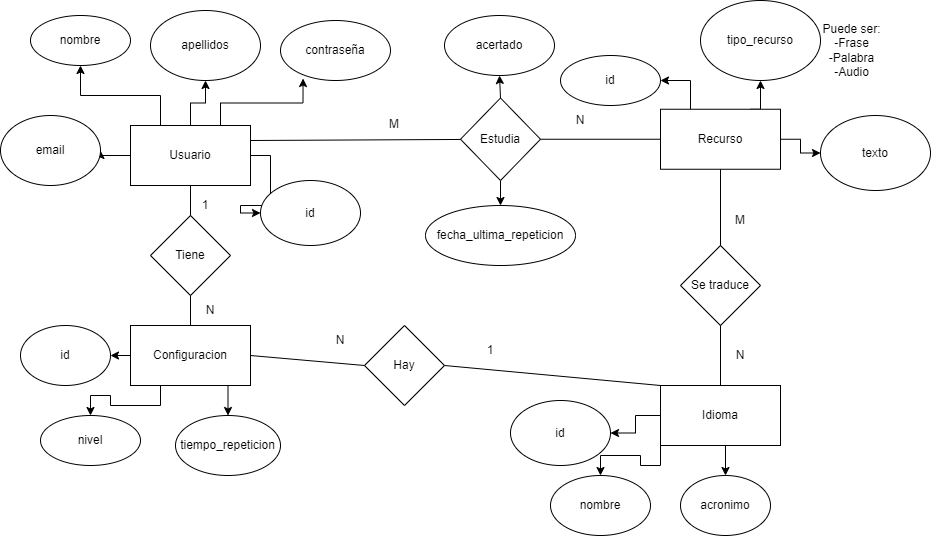 nombre
apellidos
contraseña
acertado
tipo_recurso
Puede ser:
-Frase
-Palabra
-Audio
id
email
Usuario
M
Estudia
N
Recurso
texto
1
id
fecha_ultima_repeticion
M
Tiene
Se traduce
N
id
Configuracion
N
Hay
1
N
Idioma
id
nivel
tiempo_repeticion
nombre
acronimo